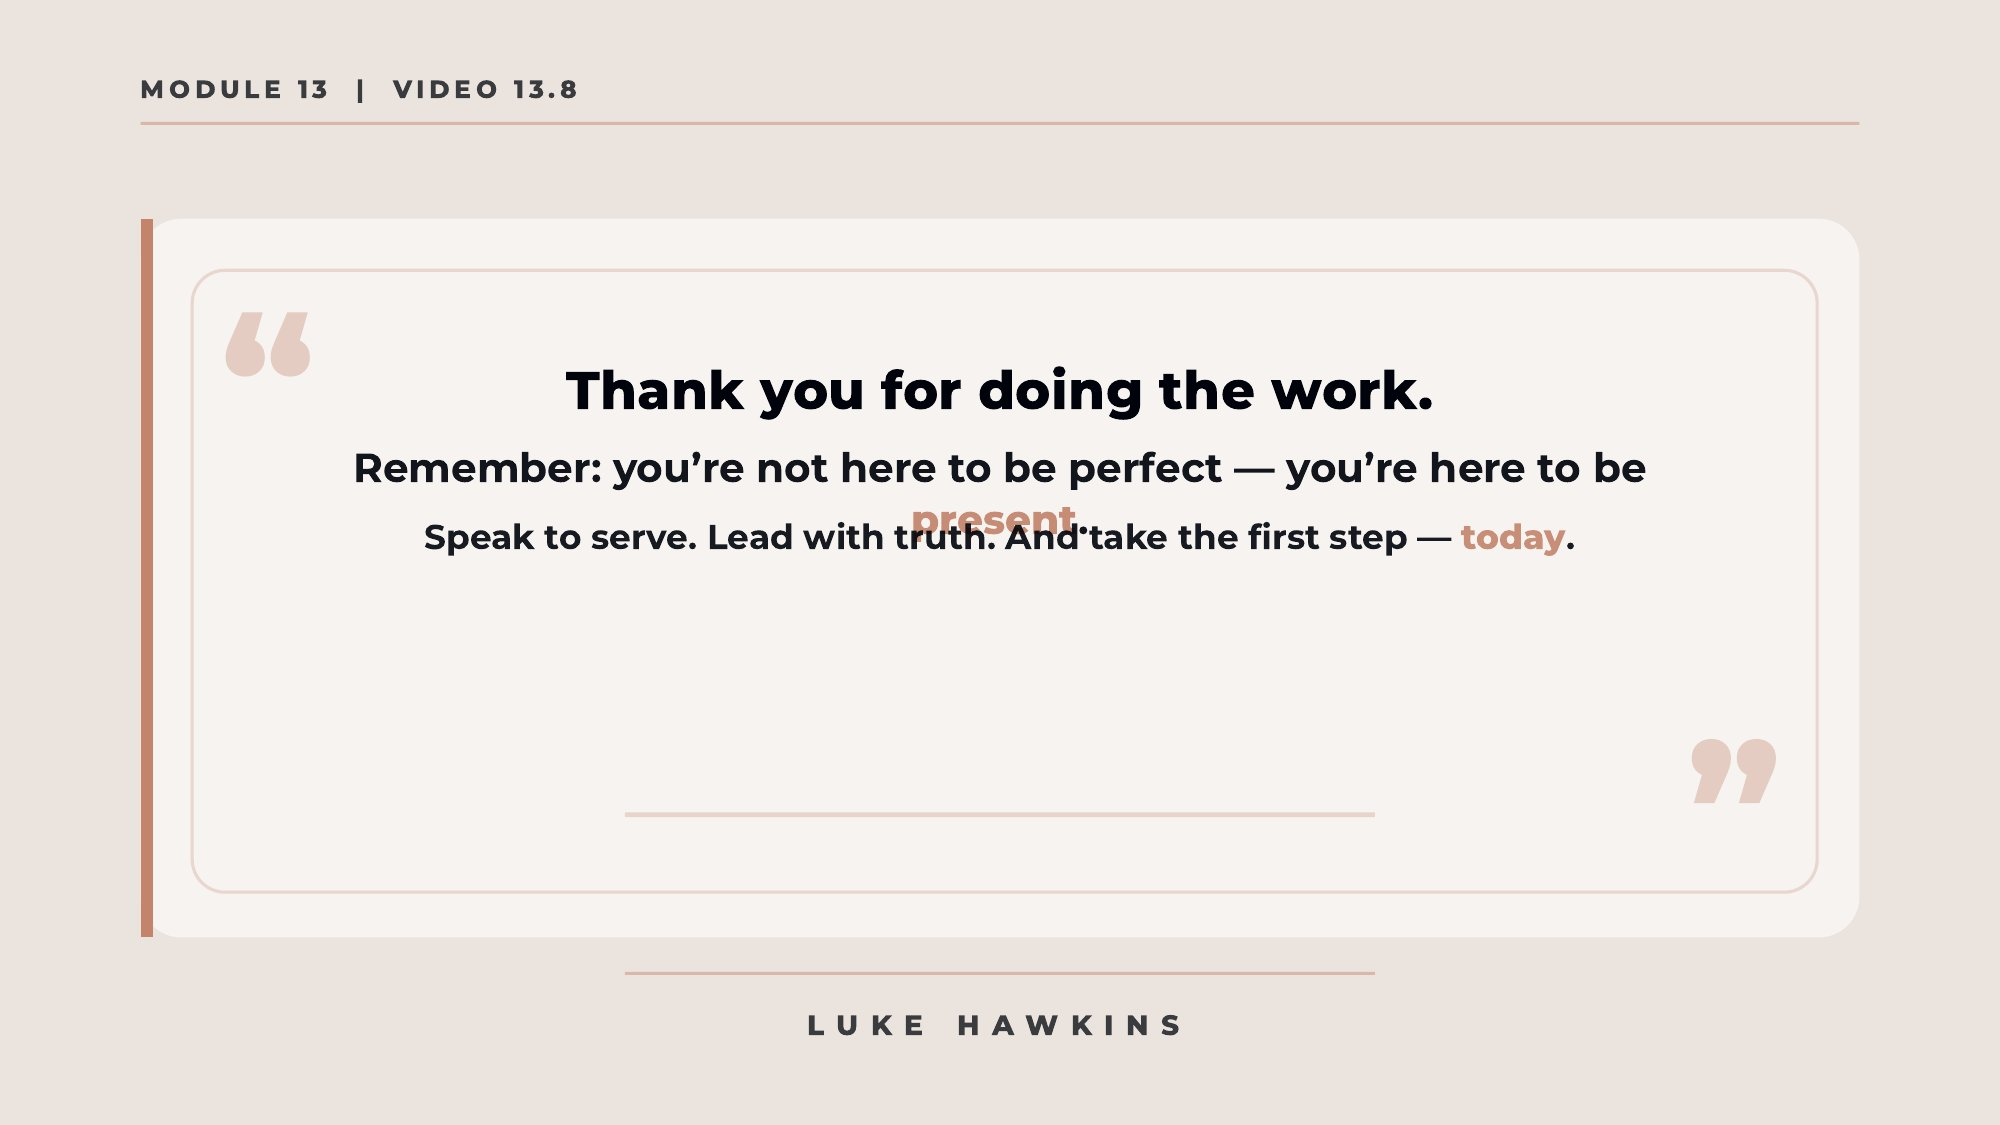 MODULE 13 | VIDEO 13.8
“
Thank you for doing the work.
Remember: you’re not here to be perfect — you’re here to be
present.
Speak to serve. Lead with truth. And take the first step — today.
”
LUKE HAWKINS